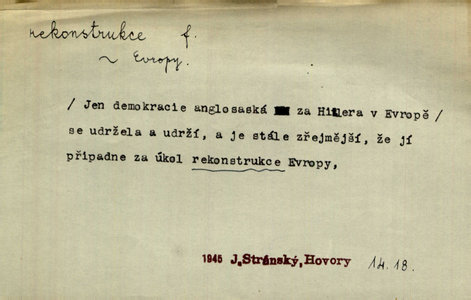 rekonstrukce f.
~ Evropy.
/ Jen demokracie anglosaská za Hitlera v Evropě /
se udržela a udrží, a je stále zřejmější, že jí
připadne za úkol rekonstrukce Evropy,
1945 J.Stránský,Hovory 14.18.